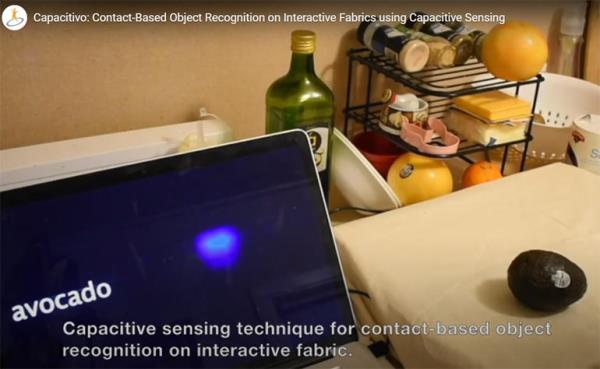 Capacitivo: Contact-Based Object Recognition on Interactive Fabrics using Capacitive Sensing
avocado
Capacitive sensing technique for contact-based object
recognition on interactive fabric.